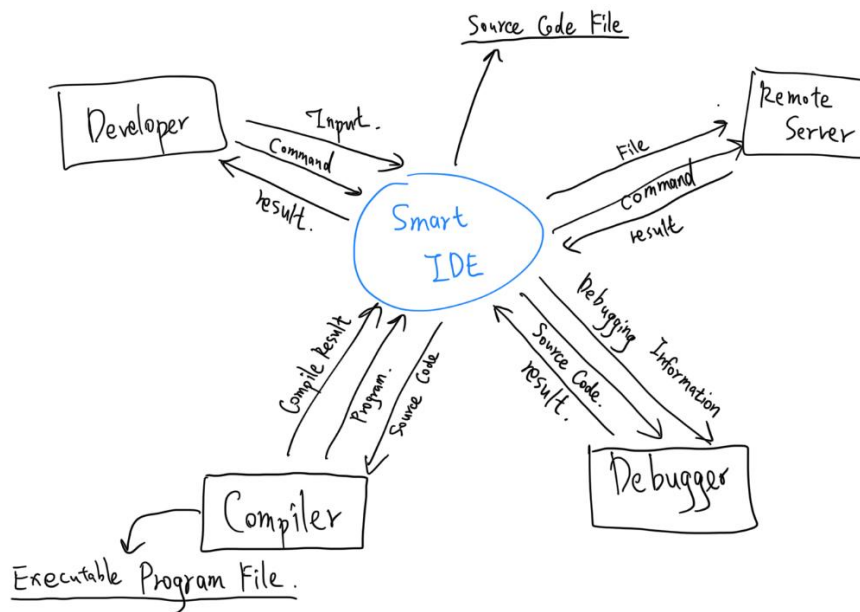 Source Code File
Developer
Input.
Command
result.
Remote
Server
File
Command
result
Smart
IDE
Compile Result
Program.
Source Code
Debugging Information
Source Code.
result.
Compiler
Debugger
Executable Program File.